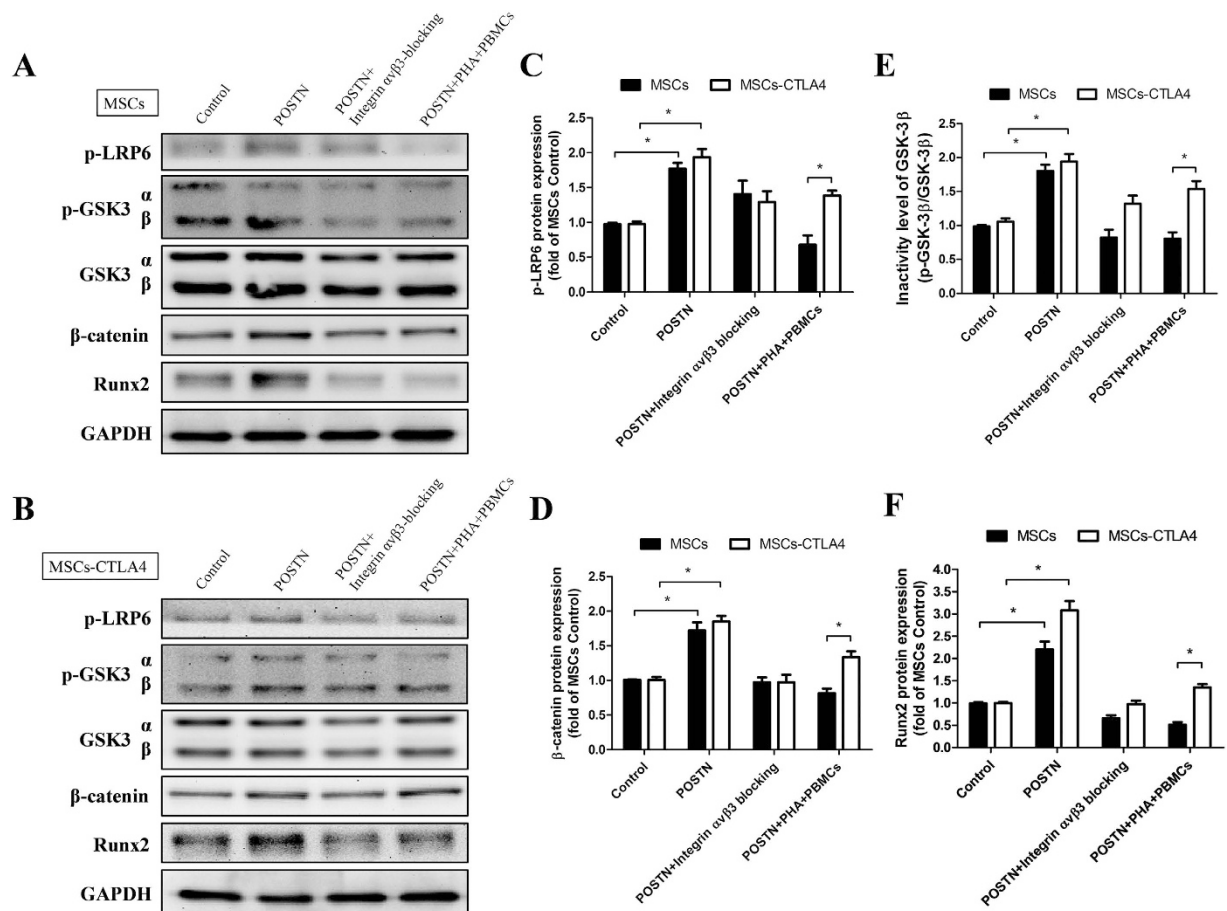 A
MSCs
Control
POSTN
POSTN+
Integrin αvβ3-blocking
POSTN+PHA+PBMCs
p-LRP6
p-GSK3
α
β
GSK3
α
β
β-catenin
Runx2
GAPDH
B
MSCs-CTLA4
Control
POSTN
POSTN+
Integrin αvβ3-blocking
POSTN+PHA+PBMCs
p-LRP6
p-GSK3
α
β
GSK3
α
β
β-catenin
Runx2
GAPDH
C
MSCs
MSCs-CTLA4
p-LRP6 protein expression
(fold of MSCs Control)
2.5
2.0
1.5
1.0
0.5
0.0
*
*
*
Control
POSTN
POSTN+Integrin αvβ3 blocking
POSTN+PHA+PBMCs
D
MSCs
MSCs-CTLA4
β-catenin protein expression
(fold of MSCs Control)
2.5
2.0
1.5
1.0
0.5
0.0
*
*
*
Control
POSTN
POSTN+Integrin αvβ3 blocking
POSTN+PHA+PBMCs
E
MSCs
MSCs-CTLA4
Inactivity level of GSK-3β
(p-GSK-3β/GSK-3β)
2.5
2.0
1.5
1.0
0.5
0.0
*
*
*
Control
POSTN
POSTN+Integrin αvβ3 blocking
POSTN+PHA+PBMCs
F
MSCs
MSCs-CTLA4
Runx2 protein expression
(fold of MSCs Control)
4.0
3.5
3.0
2.5
2.0
1.5
1.0
0.5
0.0
*
*
*
Control
POSTN
POSTN+Integrin αvβ3 blocking
POSTN+PHA+PBMCs